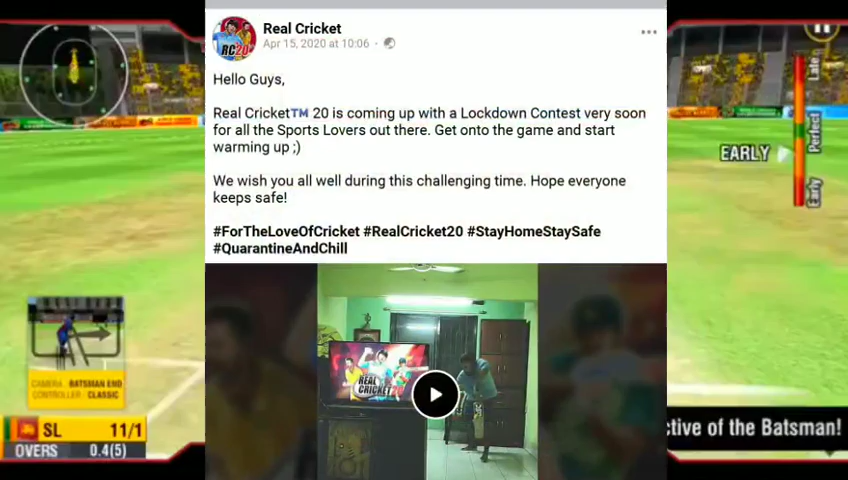 Real Cricket
Apr 15, 2020 at 10:06
Hello Guys,
Real Cricket™ 20 is coming up with a Lockdown Contest very soon
for all the Sports Lovers out there. Get onto the game and start
warming up ;)
We wish you all well during this challenging time. Hope everyone
keeps safe!
#ForTheLoveOfCricket #RealCricket20 #StayHomeStaySafe
#QuarantineAndChill
RC20
REAL
CRICKET 20
CAMERA : BATSMAN END
CONTROLLER : CLASSIC
SL 11/1
OVERS 0.4(5)
EARLY
Late
Perfect
Early
ctive of the Batsman!